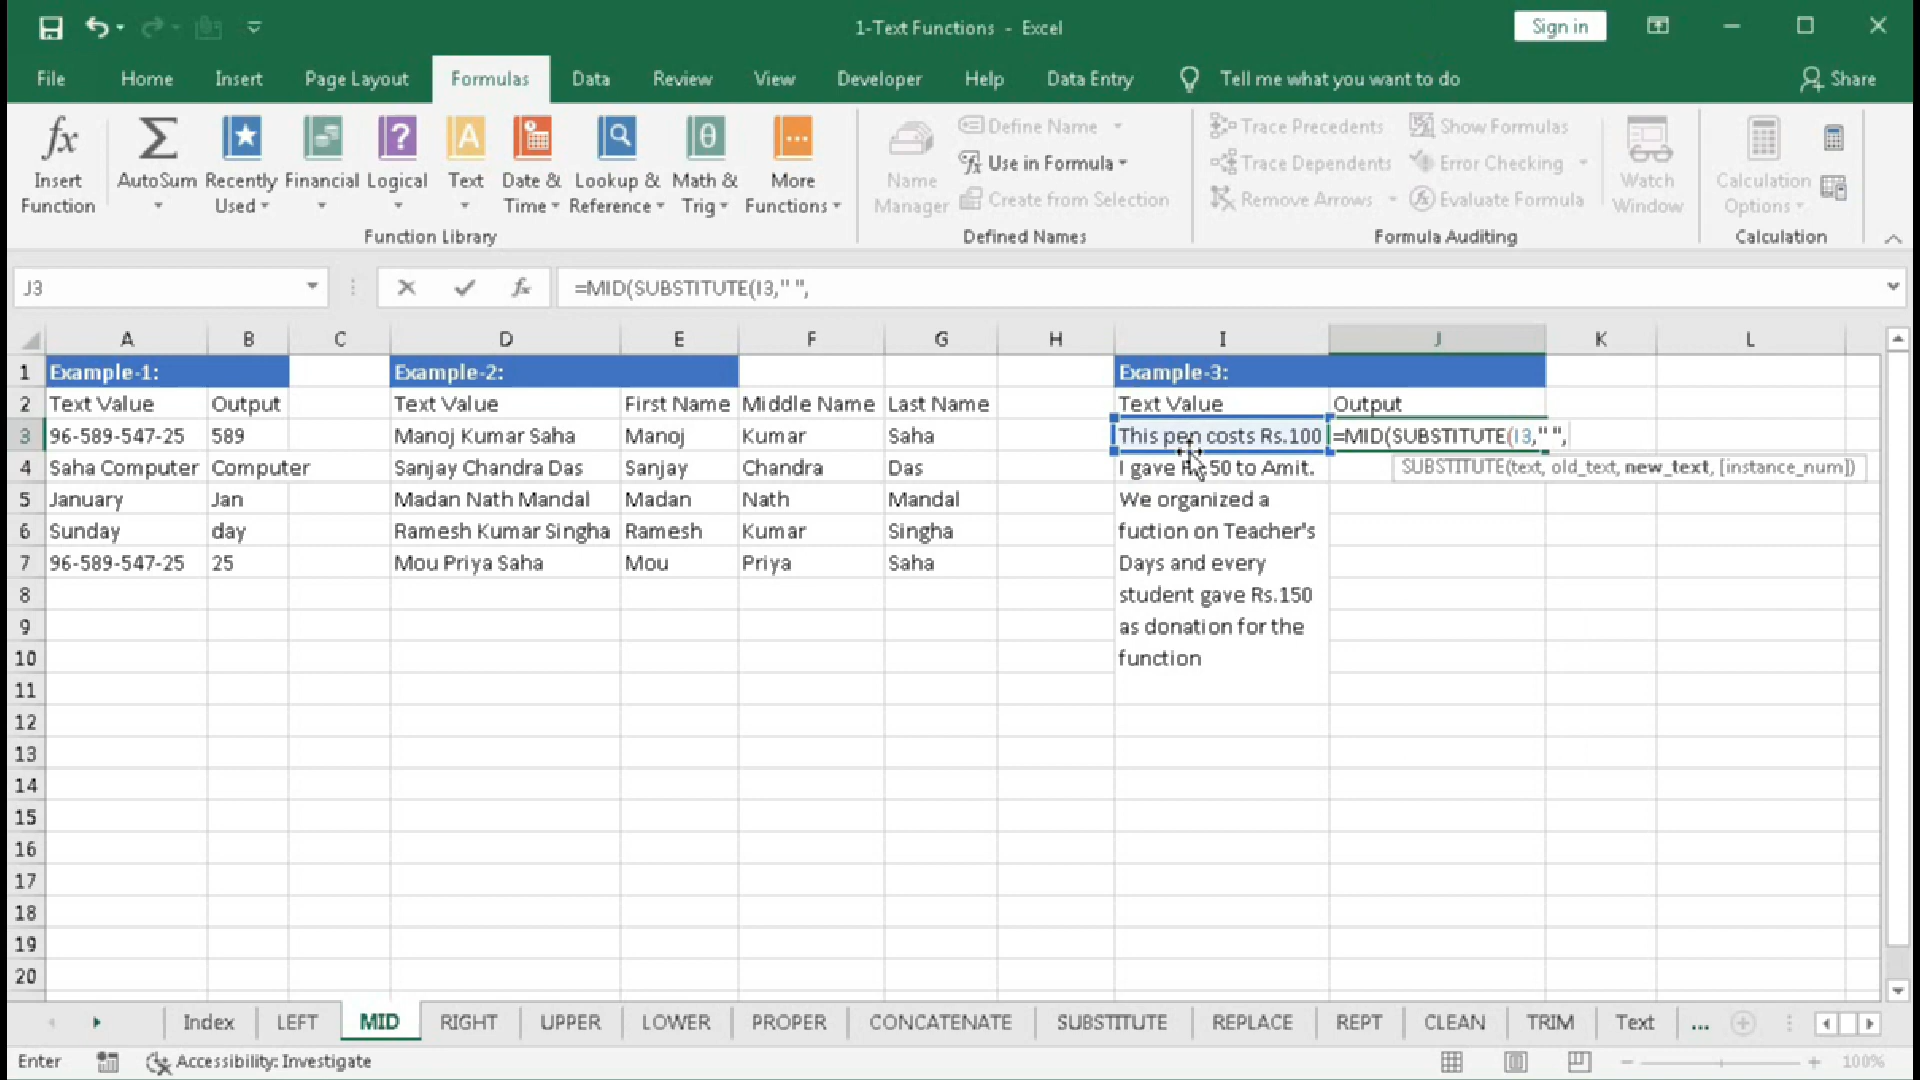 1-Text Functions - Excel
Sign in
File Home Insert Page Layout Formulas Data Review View Developer Help Data Entry Tell me what you want to do Share
Insert Function
AutoSum
Recently Used
Financial
Logical
Text
Date & Time
Lookup & Reference
Math & Trig
More Functions
Function Library
Name Manager
Define Name
Use in Formula
Create from Selection
Defined Names
Trace Precedents
Trace Dependents
Remove Arrows
Show Formulas
Error Checking
Evaluate Formula
Formula Auditing
Watch Window
Calculation Options
Calculation
J3 fx =MID(SUBSTITUTE(I3," ",
A B C D E F G H I J K L
1 Example-1: Example-2: Example-3:
2 Text Value Output Text Value First Name Middle Name Last Name Text Value Output
3 96-589-547-25 589 Manoj Kumar Saha Manoj Kumar Saha This pen costs Rs.100 =MID(SUBSTITUTE(I3," ",
4 Saha Computer Computer Sanjay Chandra Das Sanjay Chandra Das I gave 50 to Amit. SUBSTITUTE(text, old_text, new_text, [instance_num])
5 January Jan Madan Nath Mandal Madan Nath Mandal We organized a
6 Sunday day Ramesh Kumar Singha Ramesh Kumar Singha fuction on Teacher's
7 96-589-547-25 25 Mou Priya Saha Mou Priya Saha Days and every
8 student gave Rs.150
9 as donation for the
10 function
11
12
13
14
15
16
17
18
19
20
Index LEFT MID RIGHT UPPER LOWER PROPER CONCATENATE SUBSTITUTE REPLACE REPT CLEAN TRIM Text ...
Enter Accessibility: Investigate 100%